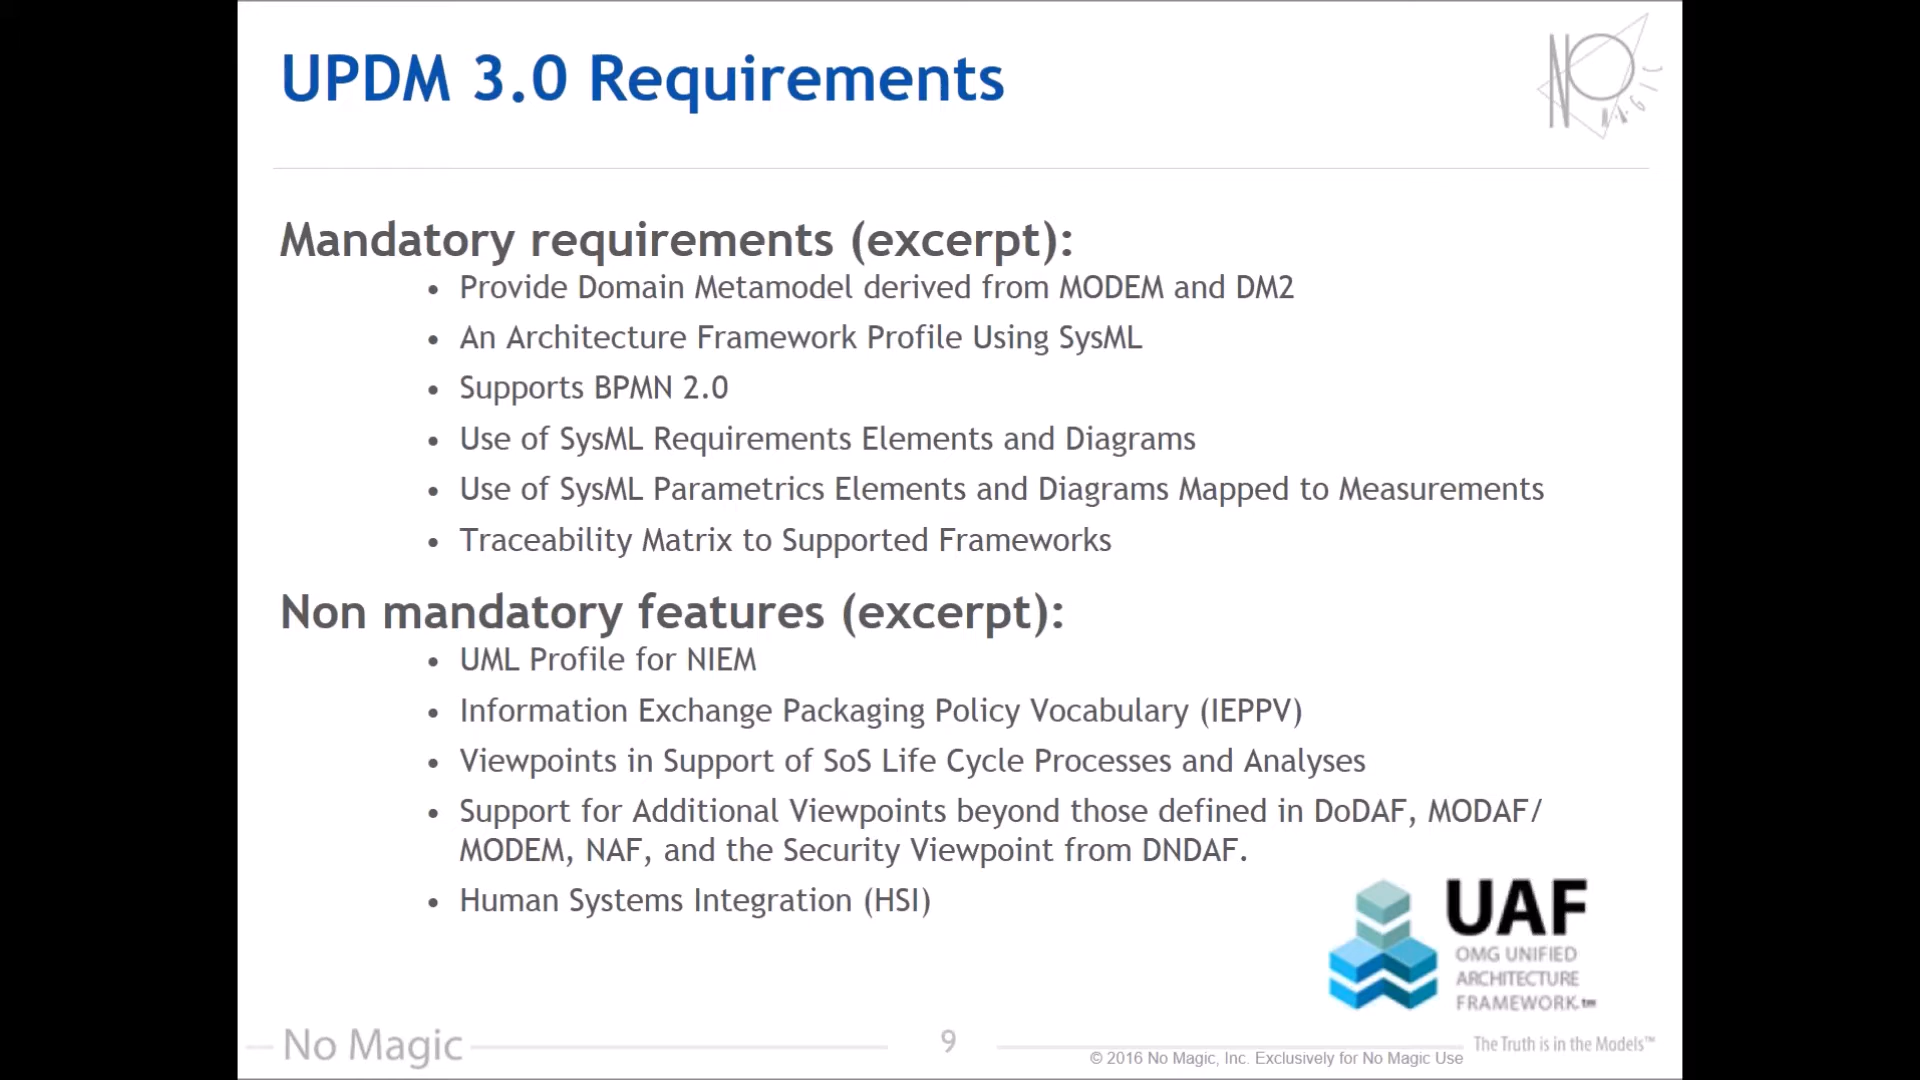 UPDM 3.0 Requirements
NO MAGIC
Mandatory requirements (excerpt):
• Provide Domain Metamodel derived from MODEM and DM2
• An Architecture Framework Profile Using SysML
• Supports BPMN 2.0
• Use of SysML Requirements Elements and Diagrams
• Use of SysML Parametrics Elements and Diagrams Mapped to Measurements
• Traceability Matrix to Supported Frameworks
Non mandatory features (excerpt):
• UML Profile for NIEM
• Information Exchange Packaging Policy Vocabulary (IEPPV)
• Viewpoints in Support of SoS Life Cycle Processes and Analyses
• Support for Additional Viewpoints beyond those defined in DoDAF, MODAF/
MODEM, NAF, and the Security Viewpoint from DNDAF.
• Human Systems Integration (HSI)
UAF
OMG UNIFIED
ARCHITECTURE
FRAMEWORK™
No Magic
9
© 2016 No Magic, Inc. Exclusively for No Magic Use
The Truth is in the Models™